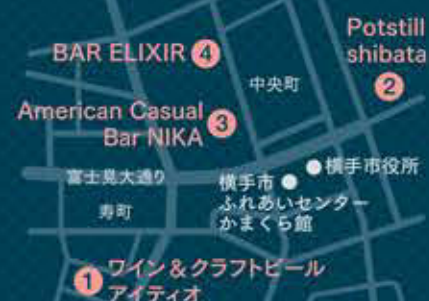 Potstill
shibata
2
BAR ELIXIR 4
中央町
American Casual
Bar NIKA
3
富士見大通り
寿町
横手市役所
横手市
ふれあいセンター
かまくら館
1
ワイン&クラフトビール
アイティオ